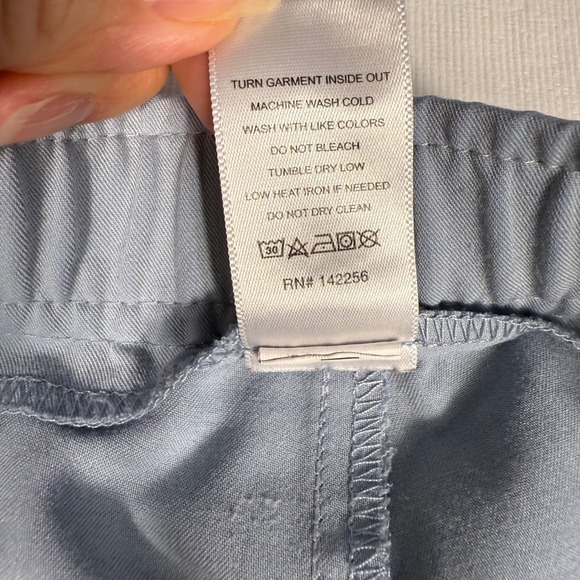 TURN GARMENT INSIDE OUT
MACHINE WASH COLD
WASH WITH LIKE COLORS
DO NOT BLEACH
TUMBLE DRY LOW
LOW HEAT IRON IF NEEDED
DO NOT DRY CLEAN
30
RN# 142256